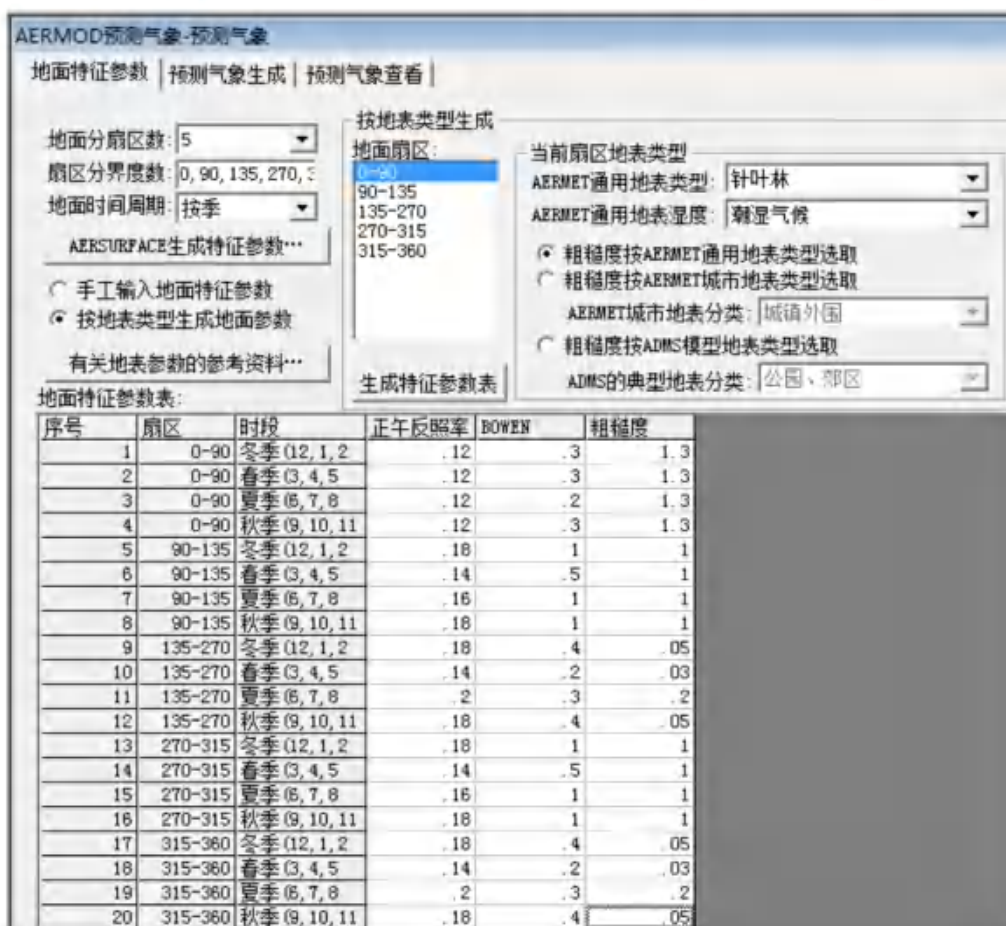 AERMOD预测气象-预测气象
地面特征参数 预测气象生成 预测气象查看
地面分扇区数: 5
扇区分界度数: 0, 90, 135, 270, 3
地面时间周期: 按季
AERSURFACE生成特征参数…
手工输入地面特征参数
按地表类型生成地面参数
有关地表参数的参考资料…
按地表类型生成
地面扇区:
0-90
90-135
135-270
270-315
315-360
生成特征参数表
当前扇区地表类型
AERMET通用地表类型: 针叶林
AERMET通用地表湿度: 潮湿气候
粗糙度按AERMET通用地表类型选取
粗糙度按AERMET城市地表类型选取
AERMET城市地表分类: 城镇外围
粗糙度按ADMS模型地表类型选取
ADMS的典型地表分类: 公园、郊区
地面特征参数表:
序号 扇区 时段 正午反照率 BOWEN 粗糙度
1 0-90 冬季(12,1,2 .12 .3 1.3
2 0-90 春季(3,4,5 .12 .3 1.3
3 0-90 夏季(6,7,8 .12 .2 1.3
4 0-90 秋季(9,10,11 .12 .3 1.3
5 90-135 冬季(12,1,2 .18 1 1
6 90-135 春季(3,4,5 .14 .5 1
7 90-135 夏季(6,7,8 .16 1 1
8 90-135 秋季(9,10,11 .18 1 1
9 135-270 冬季(12,1,2 .18 .4 .05
10 135-270 春季(3,4,5 .14 .2 .03
11 135-270 夏季(6,7,8 .2 .3 .2
12 135-270 秋季(9,10,11 .18 .4 .05
13 270-315 冬季(12,1,2 .18 1 1
14 270-315 春季(3,4,5 .14 .5 1
15 270-315 夏季(6,7,8 .16 1 1
16 270-315 秋季(9,10,11 .18 1 1
17 315-360 冬季(12,1,2 .18 .4 .05
18 315-360 春季(3,4,5 .14 .2 .03
19 315-360 夏季(6,7,8 .2 .3 .2
20 315-360 秋季(9,10,11 .18 .4 .05